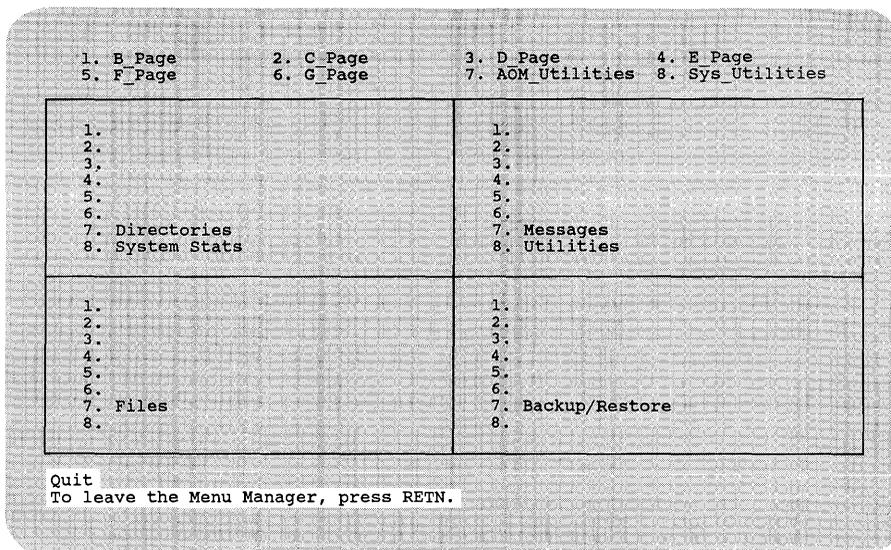 1. B_Page 2. C_Page 3. D_Page 4. E_Page
5. F_Page 6. G_Page 7. AOM_Utilities 8. Sys_Utilities
1.
2.
3.
4.
5.
6.
7. Directories
8. System Stats
1.
2.
3.
4.
5.
6.
7. Messages
8. Utilities
1.
2.
3.
4.
5.
6.
7. Files
8.
1.
2.
3.
4.
5.
6.
7. Backup/Restore
8.
Quit
To leave the Menu Manager, press RETN.